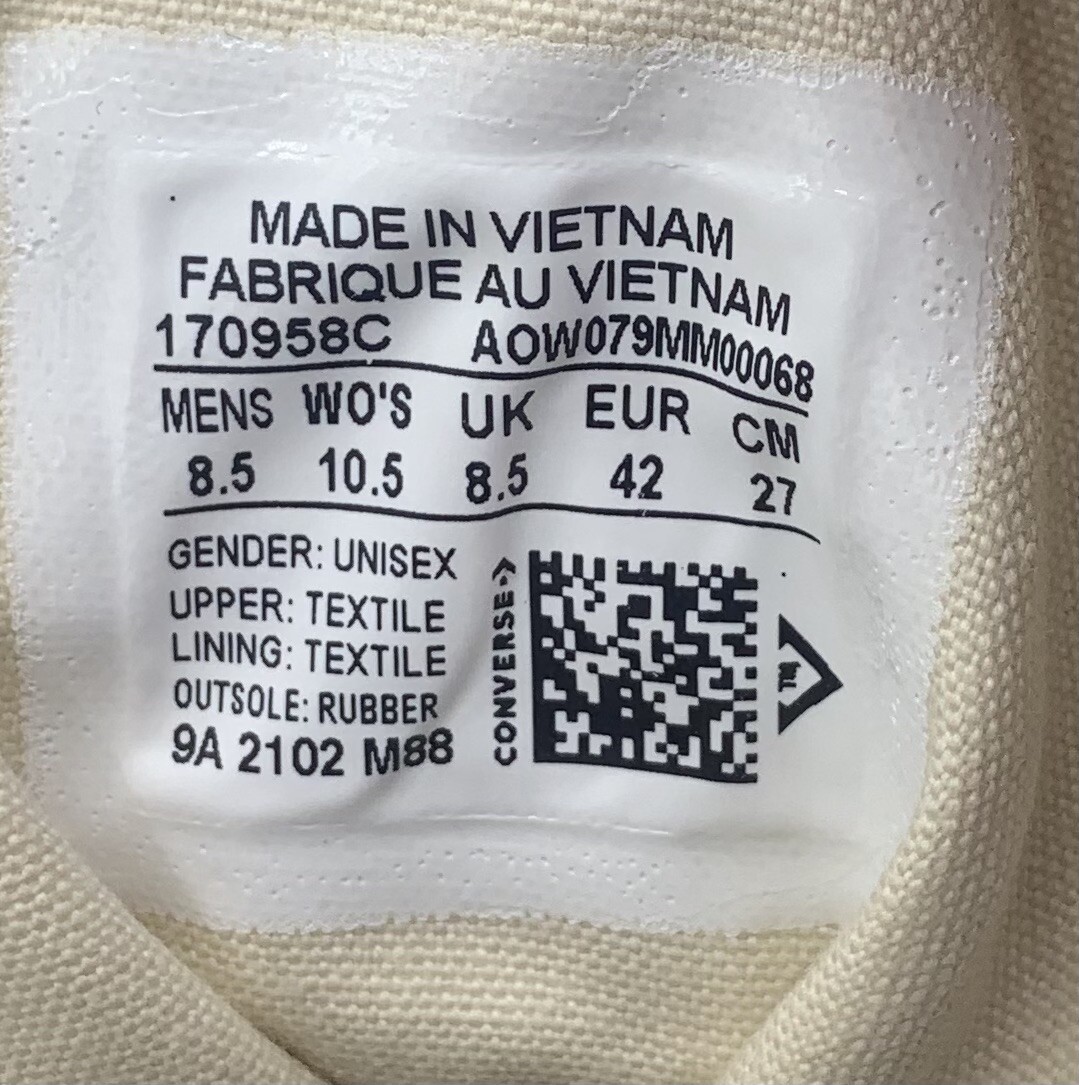 MADE IN VIETNAM
FABRIQUE AU VIETNAM
170958C AOW079MM00068
MENS WO'S UK EUR CM
8.5 10.5 8.5 42 27
GENDER: UNISEX
UPPER: TEXTILE
LINING: TEXTILE
OUTSOLE: RUBBER
9A 2102 M88
CONVERSE